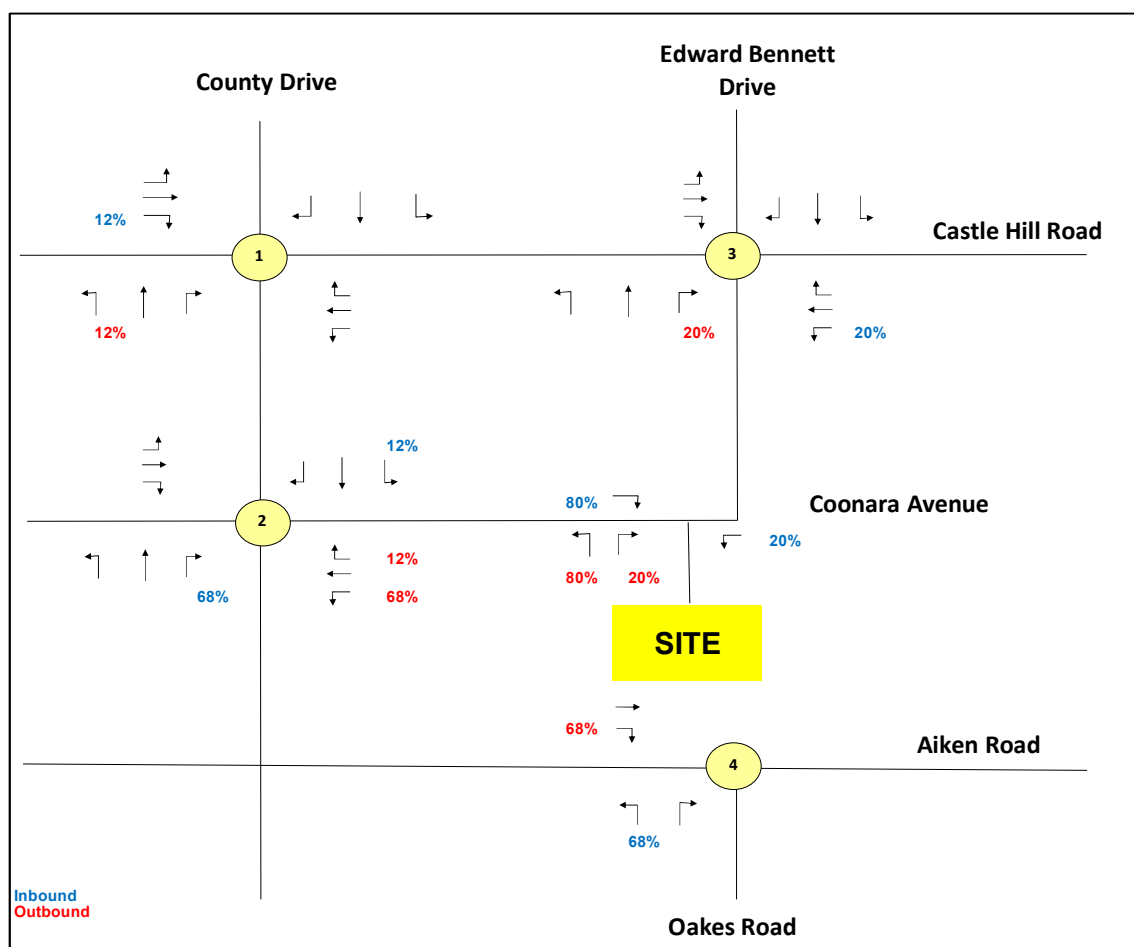 Edward Bennett
Drive
County Drive
12%
1
3
Castle Hill Road
12%
20%
20%
12%
80%
Coonara Avenue
2
12%
20%
68%
68%
80%
20%
SITE
68%
Aiken Road
4
68%
Inbound
Outbound
Oakes Road